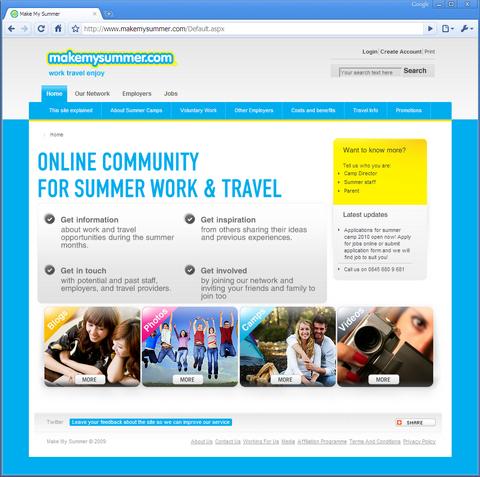 Make My Summer
Google
http://www.makemysummer.com/Default.aspx
makemysummer.com
work travel enjoy
Login Create Account Print
Your search text here Search
Home Our Network Employers Jobs
This site explained About Summer Camps Voluntary Work Other Employers Costs and benefits Travel Info Promotions
Home
ONLINE COMMUNITY
FOR SUMMER WORK & TRAVEL
Get information
about work and travel
opportunities during the summer
months.
Get inspiration
from others sharing their ideas
and previous experiences.
Get in touch
with potential and past staff,
employers, and travel providers.
Get involved
by joining our network and
inviting your friends and family to
join too
Want to know more?
Tell us who you are:
Camp Director
Summer staff
Parent
Latest updates
Applications for summer
camp 2010 open now! Apply
for jobs online or submit
application form and we will
find job to suit you!
Call us on 0845 880 9 681
Blogs
MORE
Photos
MORE
Camps
MORE
Videos
MORE
Twitter: Leave your feedback about the site so we can improve our service
SHARE
Make My Summer © 2009
About Us Contact Us Working For Us Media Affiliation Programme Terms And Conditions Privacy Policy